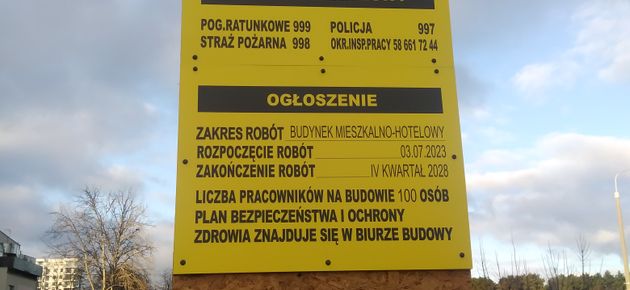 POG.RATUNKOWE 999 POLICJA 997
STRAŻ POŻARNA 998 OKR.INSP.PRACY 58 661 72 44
OGŁOSZENIE
ZAKRES ROBÓT BUDYNEK MIESZKALNO-HOTELOWY
ROZPOCZĘCIE ROBÓT 03.07.2023
ZAKOŃCZENIE ROBÓT IV KWARTAŁ 2028
LICZBA PRACOWNIKÓW NA BUDOWIE 100 OSÓB
PLAN BEZPIECZEŃSTWA I OCHRONY
ZDROWIA ZNAJDUJE SIĘ W BIURZE BUDOWY